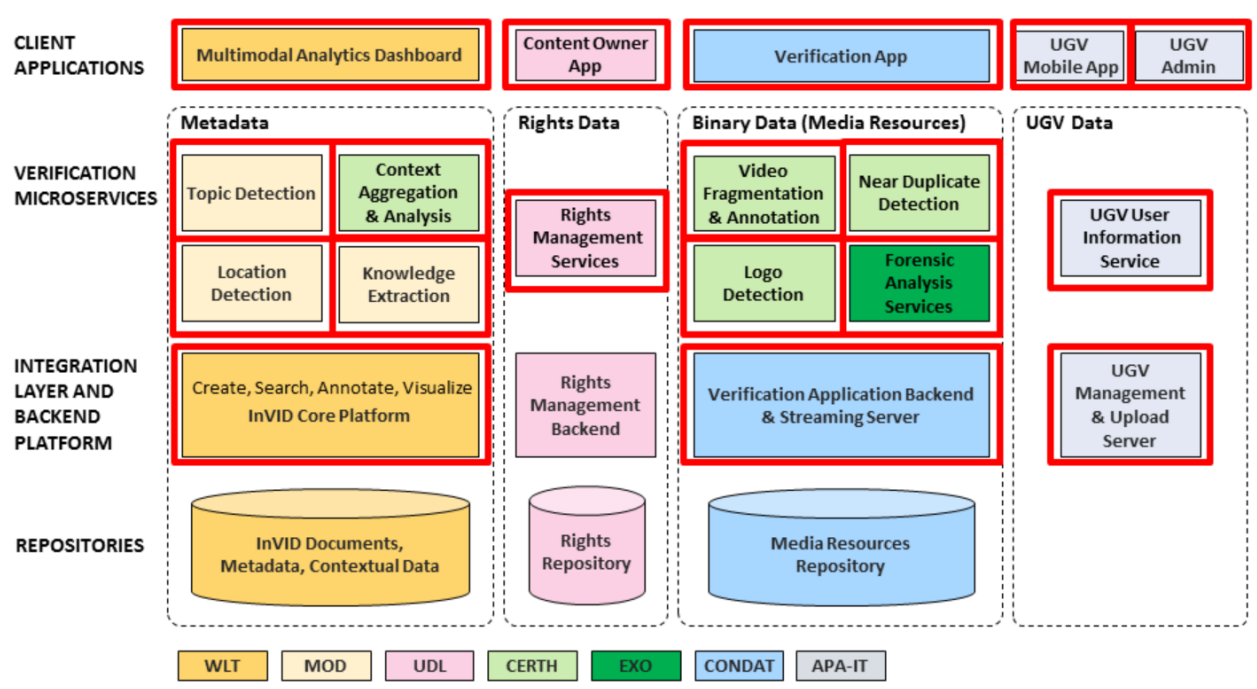 CLIENT
APPLICATIONS
Multimodal Analytics Dashboard
Content Owner
App
Verification App
UGV
Mobile App
UGV
Admin
Metadata
Rights Data
Binary Data (Media Resources)
UGV Data
VERIFICATION
MICROSERVICES
Topic Detection
Context
Aggregation
& Analysis
Location
Detection
Knowledge
Extraction
Rights
Management
Services
Video
Fragmentation
& Annotation
Near Duplicate
Detection
Logo
Detection
Forensic
Analysis
Services
UGV User
Information
Service
INTEGRATION
LAYER AND
BACKEND
PLATFORM
Create, Search, Annotate, Visualize
InVID Core Platform
Rights
Management
Backend
Verification Application Backend
& Streaming Server
UGV
Management
& Upload
Server
REPOSITORIES
InVID Documents,
Metadata, Contextual Data
Rights
Repository
Media Resources
Repository
WLT
MOD
UDL
CERTH
EXO
CONDAT
APA-IT